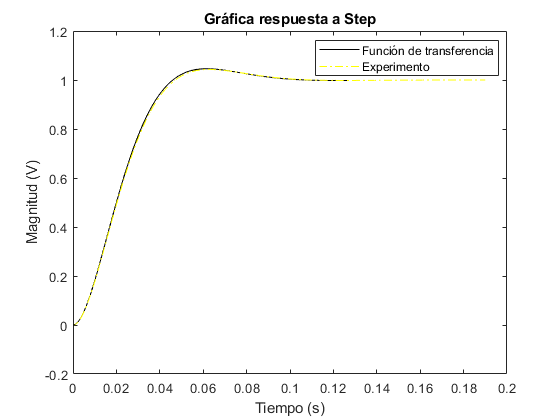 Gráfica respuesta a Step
Función de transferencia
Experimento
Magnitud (V)
1.2
1
0.8
0.6
0.4
0.2
0
-0.2
0 0.02 0.04 0.06 0.08 0.1 0.12 0.14 0.16 0.18 0.2
Tiempo (s)